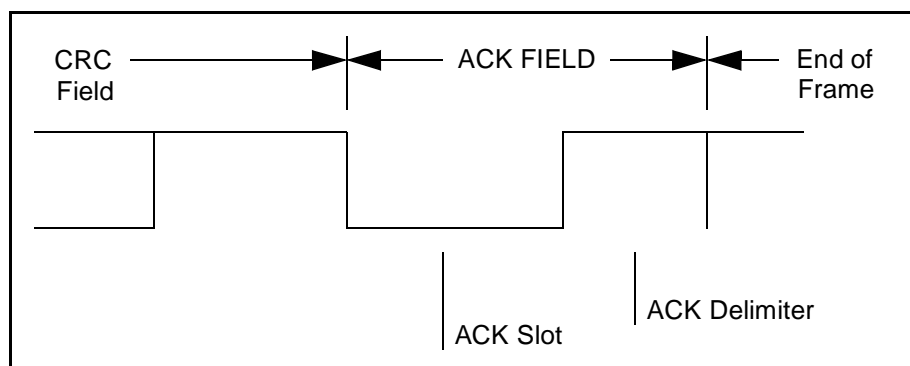 CRC
Field
ACK FIELD
End of
Frame
ACK Slot
ACK Delimiter